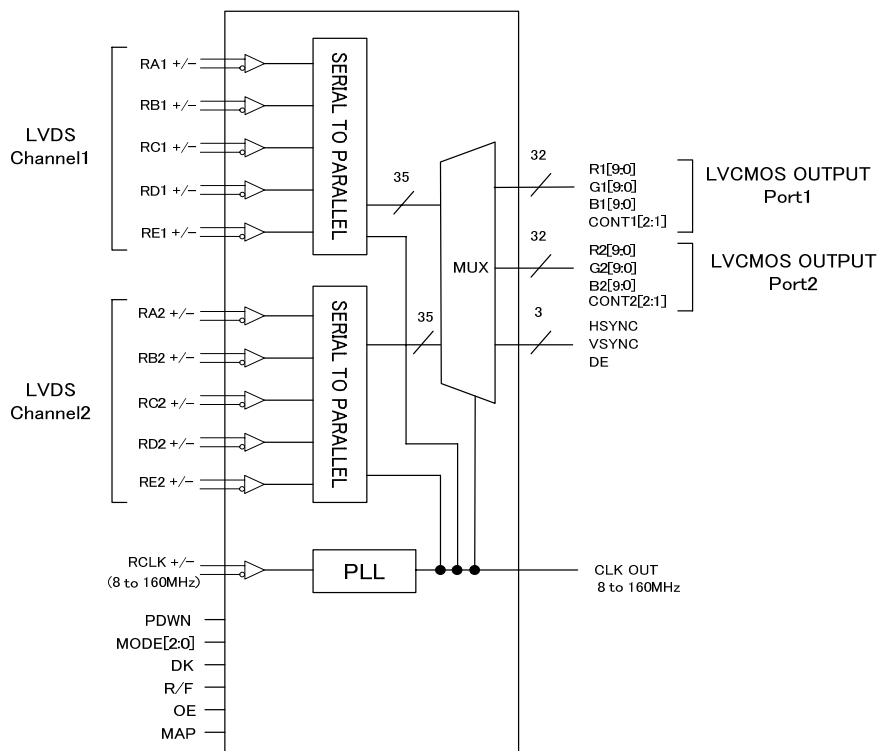 LVDS
Channel1
RA1 +/−
RB1 +/−
RC1 +/−
RD1 +/−
RE1 +/−
SERIAL TO PARALLEL
35
LVDS
Channel2
RA2 +/−
RB2 +/−
RC2 +/−
RD2 +/−
RE2 +/−
SERIAL TO PARALLEL
35
MUX
32
R1[9:0]
G1[9:0]
B1[9:0]
CONT1[2:1]
LVCMOS OUTPUT
Port1
32
R2[9:0]
G2[9:0]
B2[9:0]
CONT2[2:1]
LVCMOS OUTPUT
Port2
3
HSYNC
VSYNC
DE
RCLK +/−
(8 to 160MHz)
PLL
CLK OUT
8 to 160MHz
PDWN
MODE[2:0]
DK
R/F
OE
MAP